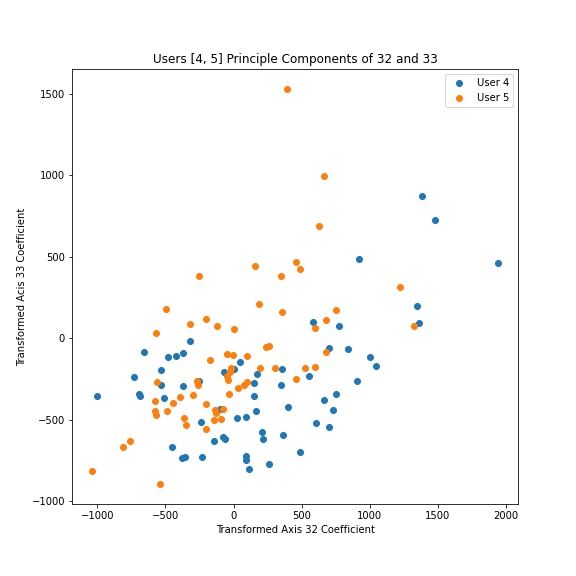 Users [4, 5] Principle Components of 32 and 33
User 4
User 5
1500
1000
500
0
−500
−1000
Transformed Acis 33 Coefficient
−1000 −500 0 500 1000 1500 2000
Transformed Axis 32 Coefficient